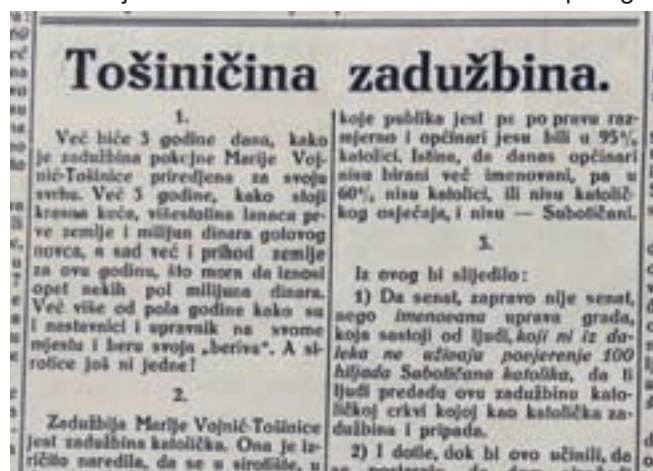 Tošiničina zadužbina.
1.
Već biće 3 godine dana, kako
je zadužbina pokojne Marije Voj-
nić-Tošinice priredjena za svoju
svrhu. Već 3 godine, kako stoji
krasna kuća, višestotina lanaca pr-
ve zemlje i milijun dinara gotovog
novca, a sad već i prihod zemlje
za ovu godinu, što mora da iznosi
opet nekih pol milijuna dinara.
Već više od pola godine kako su
i nastavnici i upravnik na svome
mjestu i beru svoja „beriva“. A si-
rotice još ni jedne!
2.
Zadužbija Marije Vojnić-Tošinice
jest zadužbina katolička. Ona je iz-
ričito naredila, da se u sirotište, u
koje publika jest pa po pravu raz-
mjerno i općinari jesu bili u 95%
katolici. Istina, da danas općinari
nisu birani već imenovani, pa u
60%, nisu katolici, ili nisu katolič-
kog osjećaja, i nisu — Subotičani.
3.
Iz ovog bi slijedilo:
1) Da senat, zapravo nije senat,
nego imenovana uprava grada,
koja sastoji od ljudi, koji ni iz da-
leka ne uživaju povjerenje 100
hiljada Subotičana katolika, da ti
ljudi predadu ovu zadužbinu kato-
ličkoj crkvi kojoj kao katolička za-
dužbina i pripada.
2) I dotle, dok bi ovo učinili, da